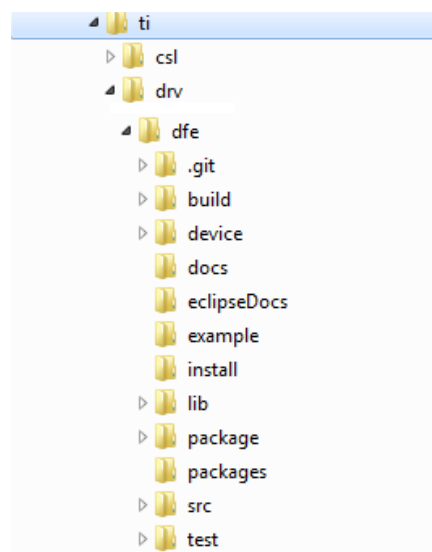 ti
csl
drv
dfe
.git
build
device
docs
eclipseDocs
example
install
lib
package
packages
src
test